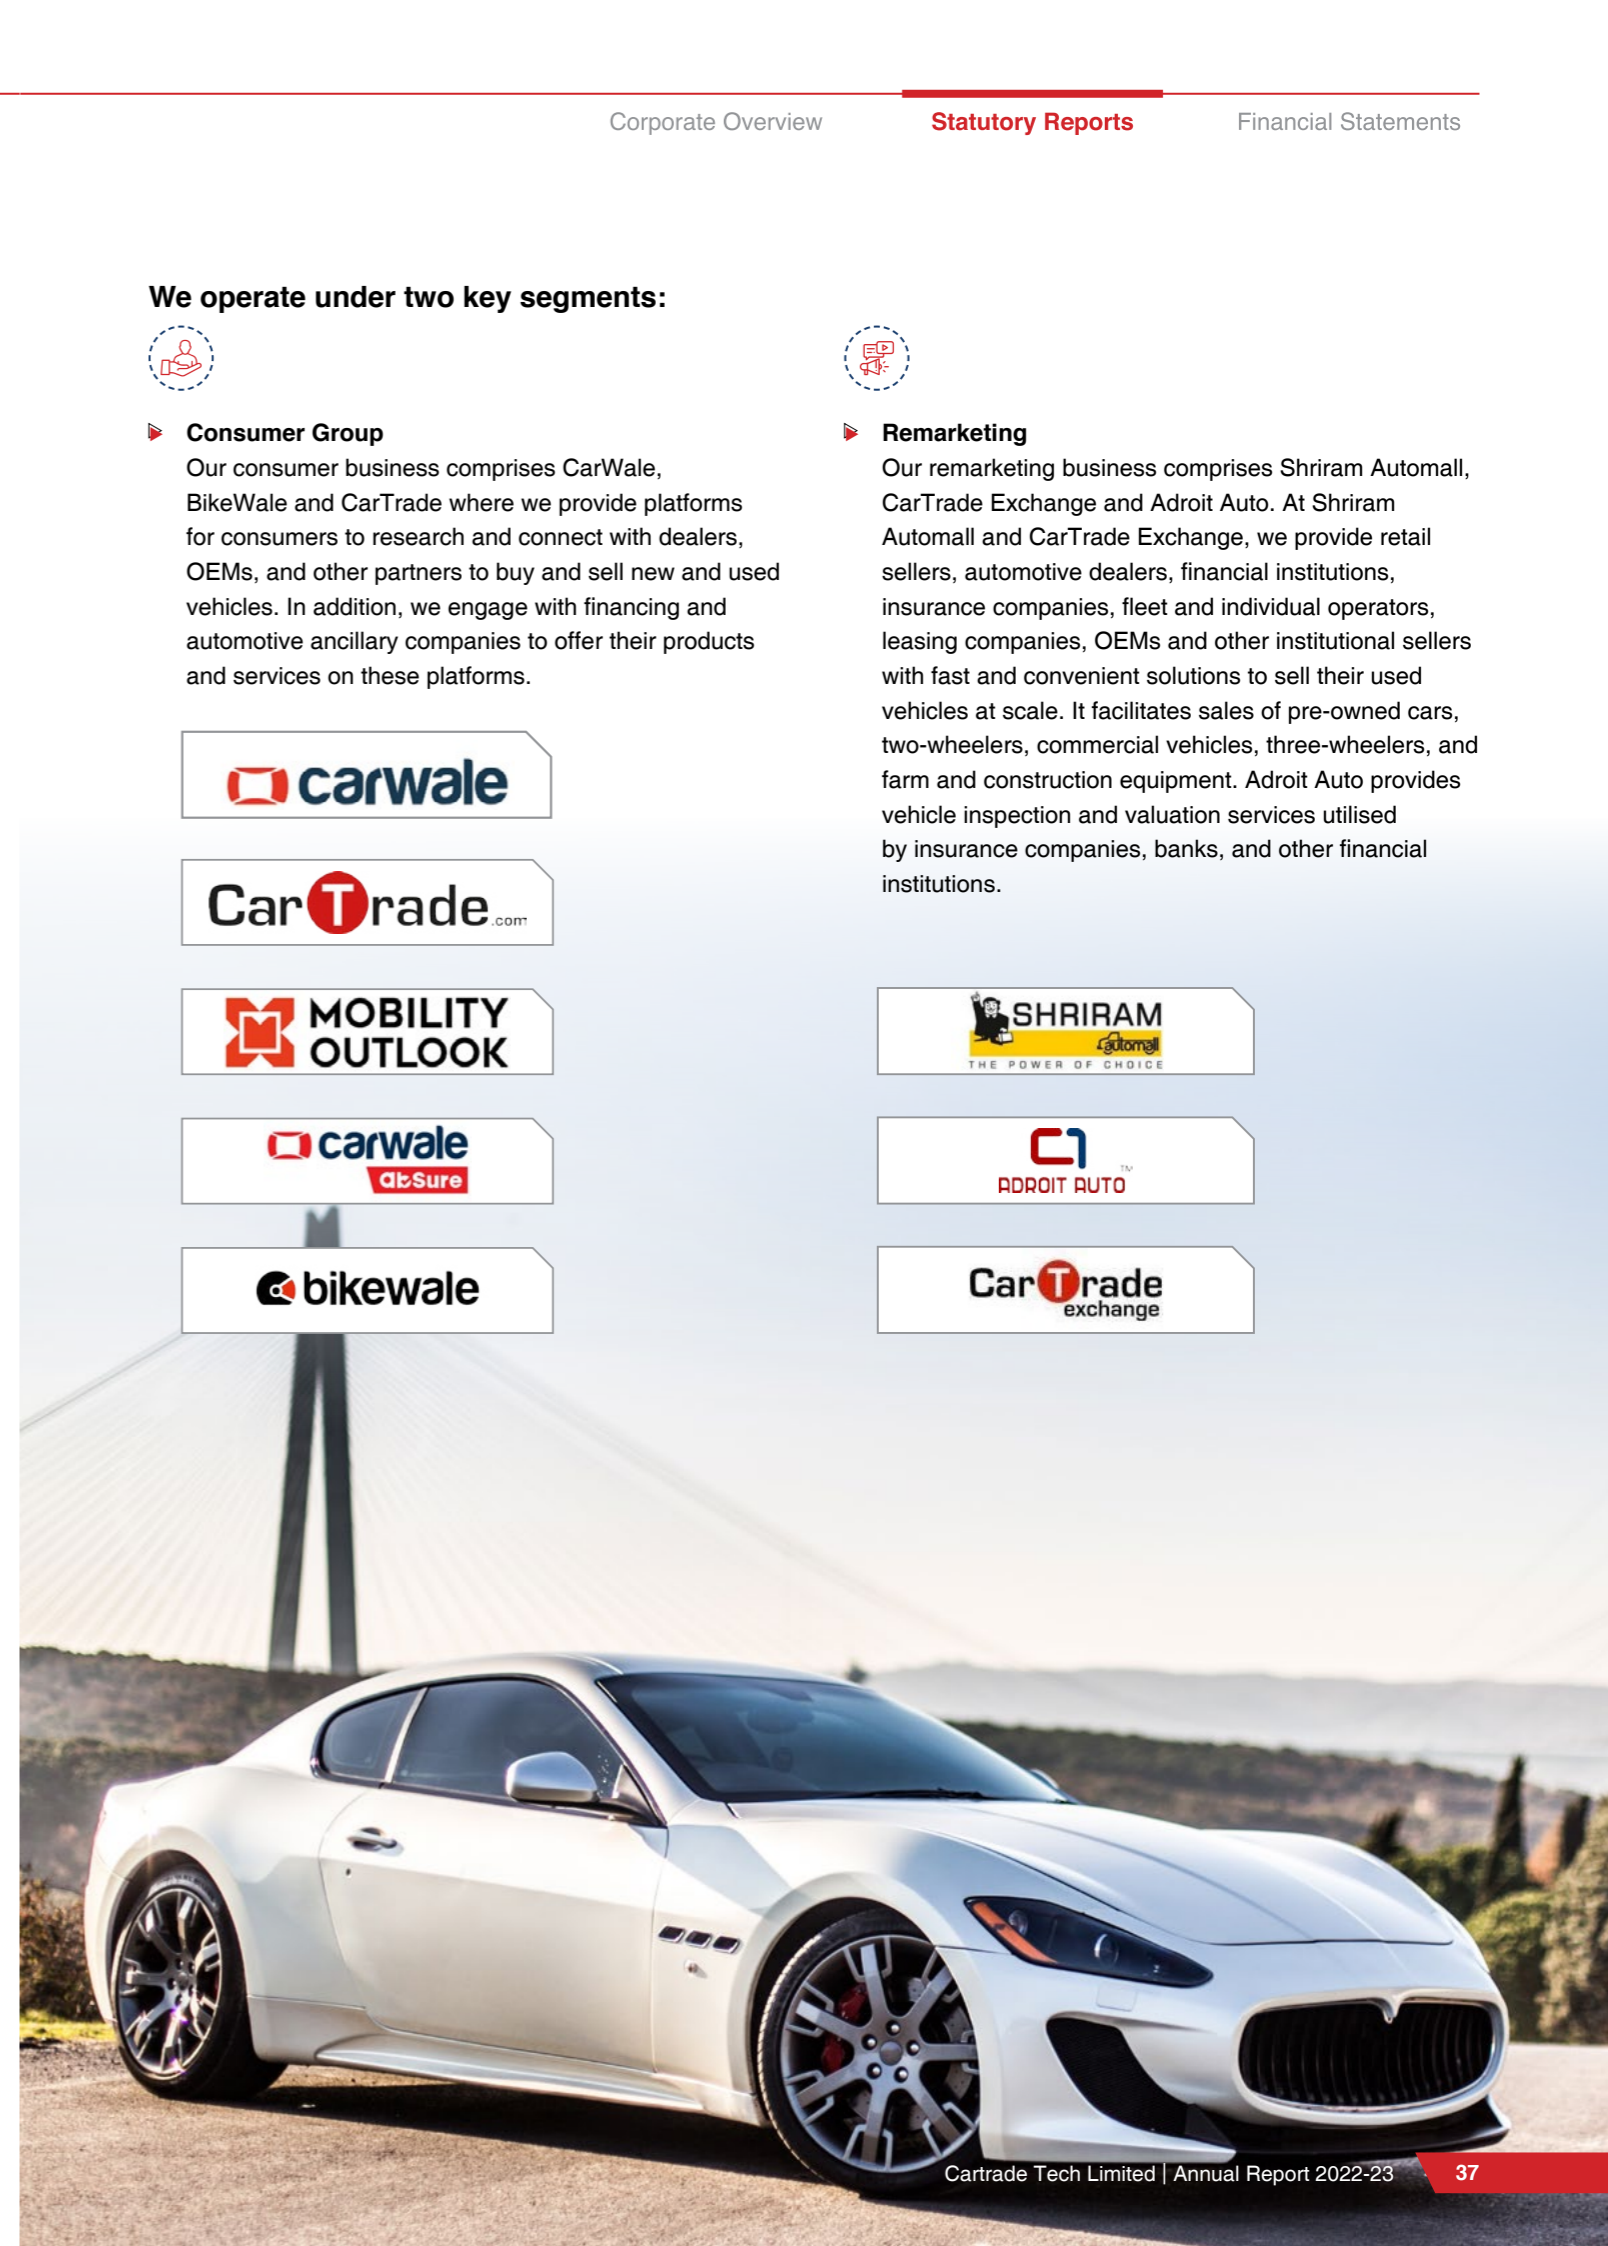 Corporate Overview Statutory Reports Financial Statements
We operate under two key segments:
Consumer Group
Our consumer business comprises CarWale,
BikeWale and CarTrade where we provide platforms
for consumers to research and connect with dealers,
OEMs, and other partners to buy and sell new and used
vehicles. In addition, we engage with financing and
automotive ancillary companies to offer their products
and services on these platforms.
carwale
CarTrade.com
MOBILITY
OUTLOOK
carwale
abSure
bikewale
Remarketing
Our remarketing business comprises Shriram Automall,
CarTrade Exchange and Adroit Auto. At Shriram
Automall and CarTrade Exchange, we provide retail
sellers, automotive dealers, financial institutions,
insurance companies, fleet and individual operators,
leasing companies, OEMs and other institutional sellers
with fast and convenient solutions to sell their used
vehicles at scale. It facilitates sales of pre-owned cars,
two-wheelers, commercial vehicles, three-wheelers, and
farm and construction equipment. Adroit Auto provides
vehicle inspection and valuation services utilised
by insurance companies, banks, and other financial
institutions.
SHRIRAM
automall
THE POWER OF CHOICE
ADROIT AUTO TM
CarTrade
exchange
Cartrade Tech Limited | Annual Report 2022-23 37